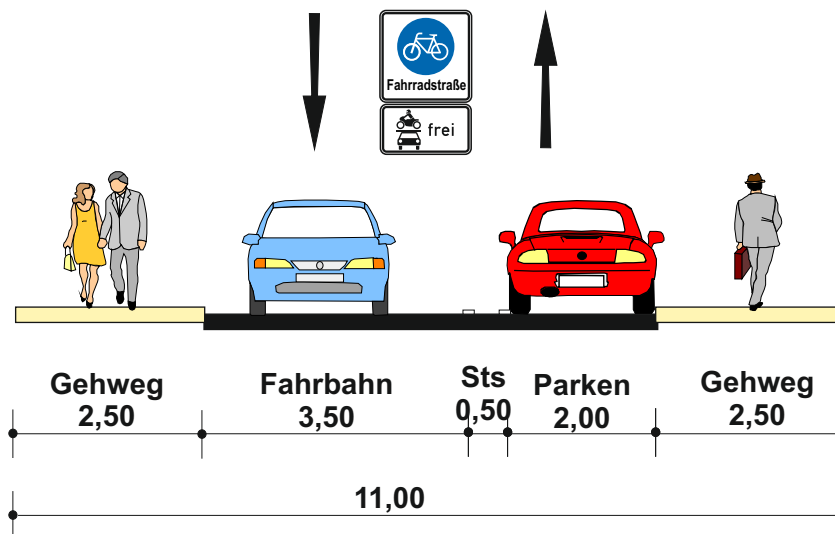 Fahrradstraße
frei
Gehweg
2,50
Fahrbahn
3,50
Sts
0,50
Parken
2,00
Gehweg
2,50
11,00